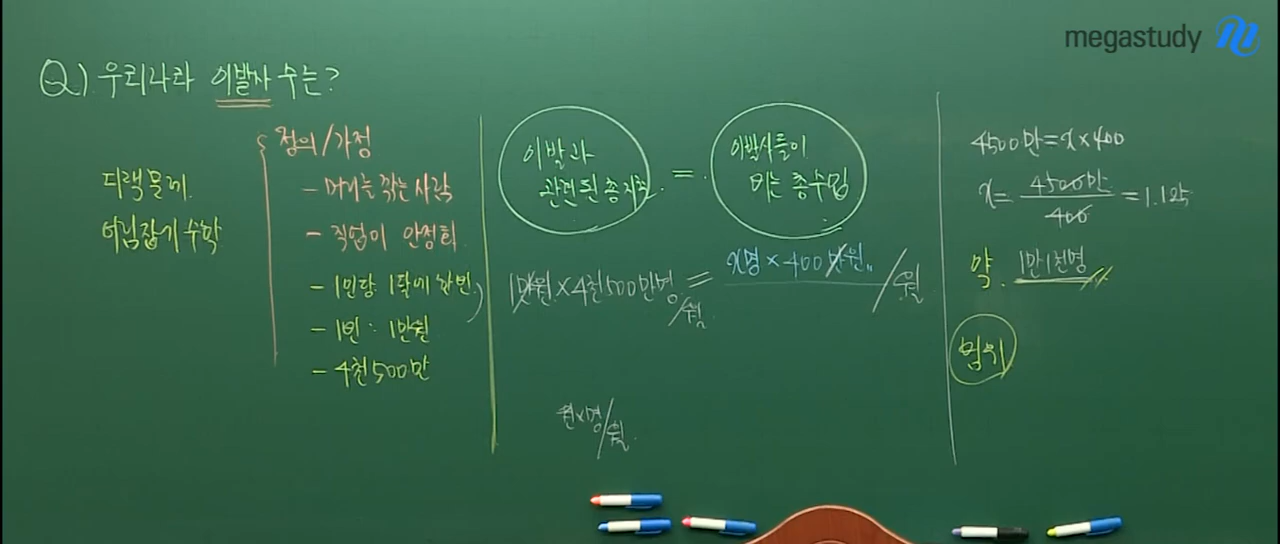 megastudy
Q) 우리나라 이발사 수는?
디랙 문제
어림잡기 수학
정의/가정
- 머리를 깎는 사람
- 직업이 안정화
- 1인당 1달에 한번
- 1번 : 1만원
- 4천500만
이발과
관련된 총지출
=
이발사들이
버는 총수입
1만원 × 4천500만명/월 = x명 × 400만원/월
원×명/월
4500만 = x × 400
x = 4500만/400 = 1.125
약 1만1천명
범위